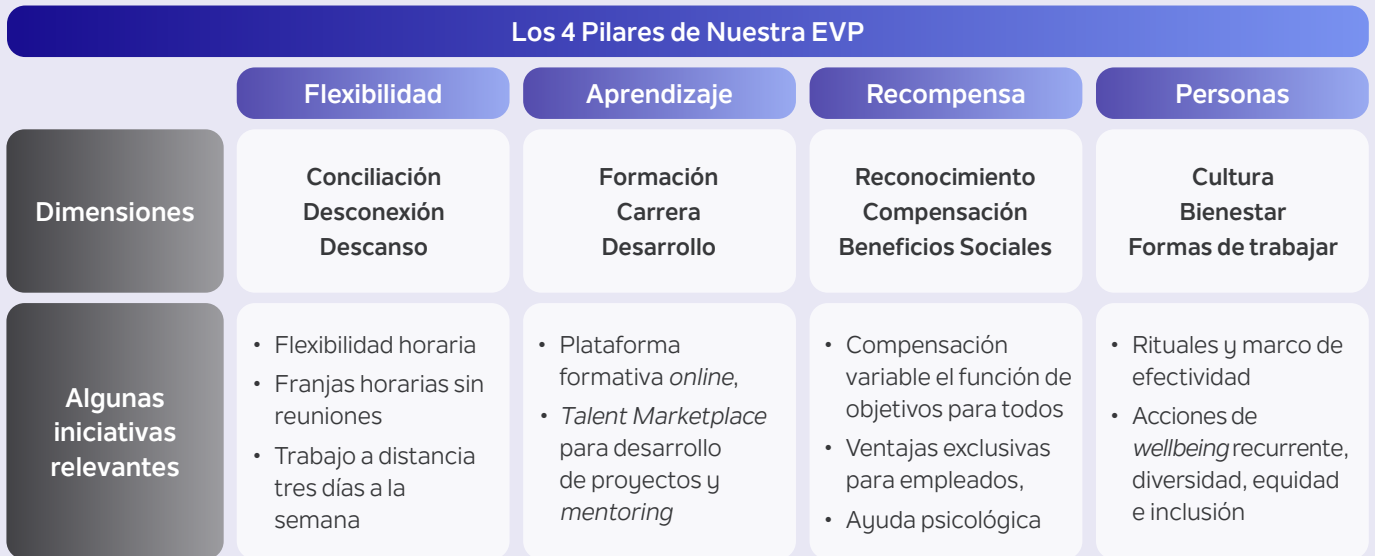 Los 4 Pilares de Nuestra EVP
Flexibilidad
Aprendizaje
Recompensa
Personas
Dimensiones
Conciliación
Desconexión
Descanso
Formación
Carrera
Desarrollo
Reconocimiento
Compensación
Beneficios Sociales
Cultura
Bienestar
Formas de trabajar
Algunas
iniciativas
relevantes
• Flexibilidad horaria
• Franjas horarias sin
reuniones
• Trabajo a distancia
tres días a la
semana
• Plataforma
formativa online,
• Talent Marketplace
para desarrollo
de proyectos y
mentoring
• Compensación
variable el función de
objetivos para todos
• Ventajas exclusivas
para empleados,
• Ayuda psicológica
• Rituales y marco de
efectividad
• Acciones de
wellbeing recurrente,
diversidad, equidad
e inclusión